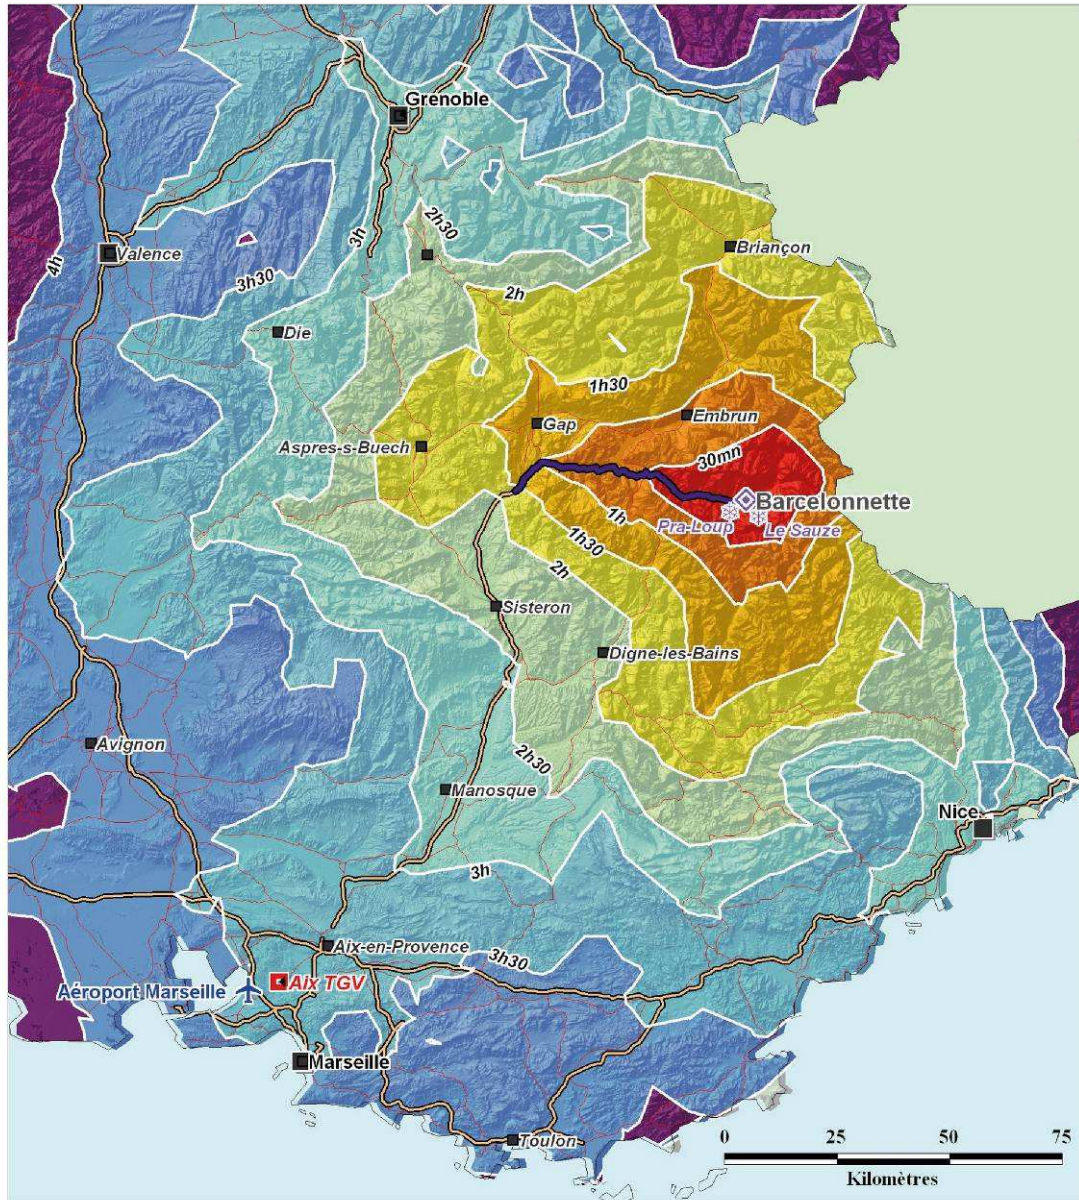 Grenoble
2h30
3h
4h
Valence
3h30
Briançon
2h
Die
1h30
Embrun
Gap
Aspres-s-Buech
30mn
Barcelonnette
Pra-Loup
Le Sauze
1h
1h30
2h
Sisteron
Digne-les-Bains
Avignon
2h30
Manosque
Nice
3h
Aix-en-Provence
3h30
Aix TGV
Aéroport Marseille
Marseille
Toulon
0 25 50 75
Kilomètres